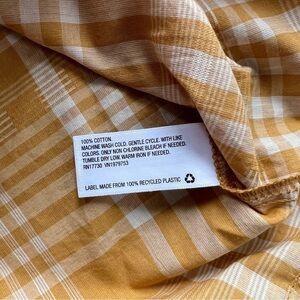 100% COTTON.
MACHINE WASH COLD. GENTLE CYCLE. WITH LIKE
COLORS. ONLY NON CHLORINE BLEACH IF NEEDED.
TUMBLE DRY LOW. WARM IRON IF NEEDED.
RN17730 VN1979753
LABEL MADE FROM 100% RECYCLED PLASTIC